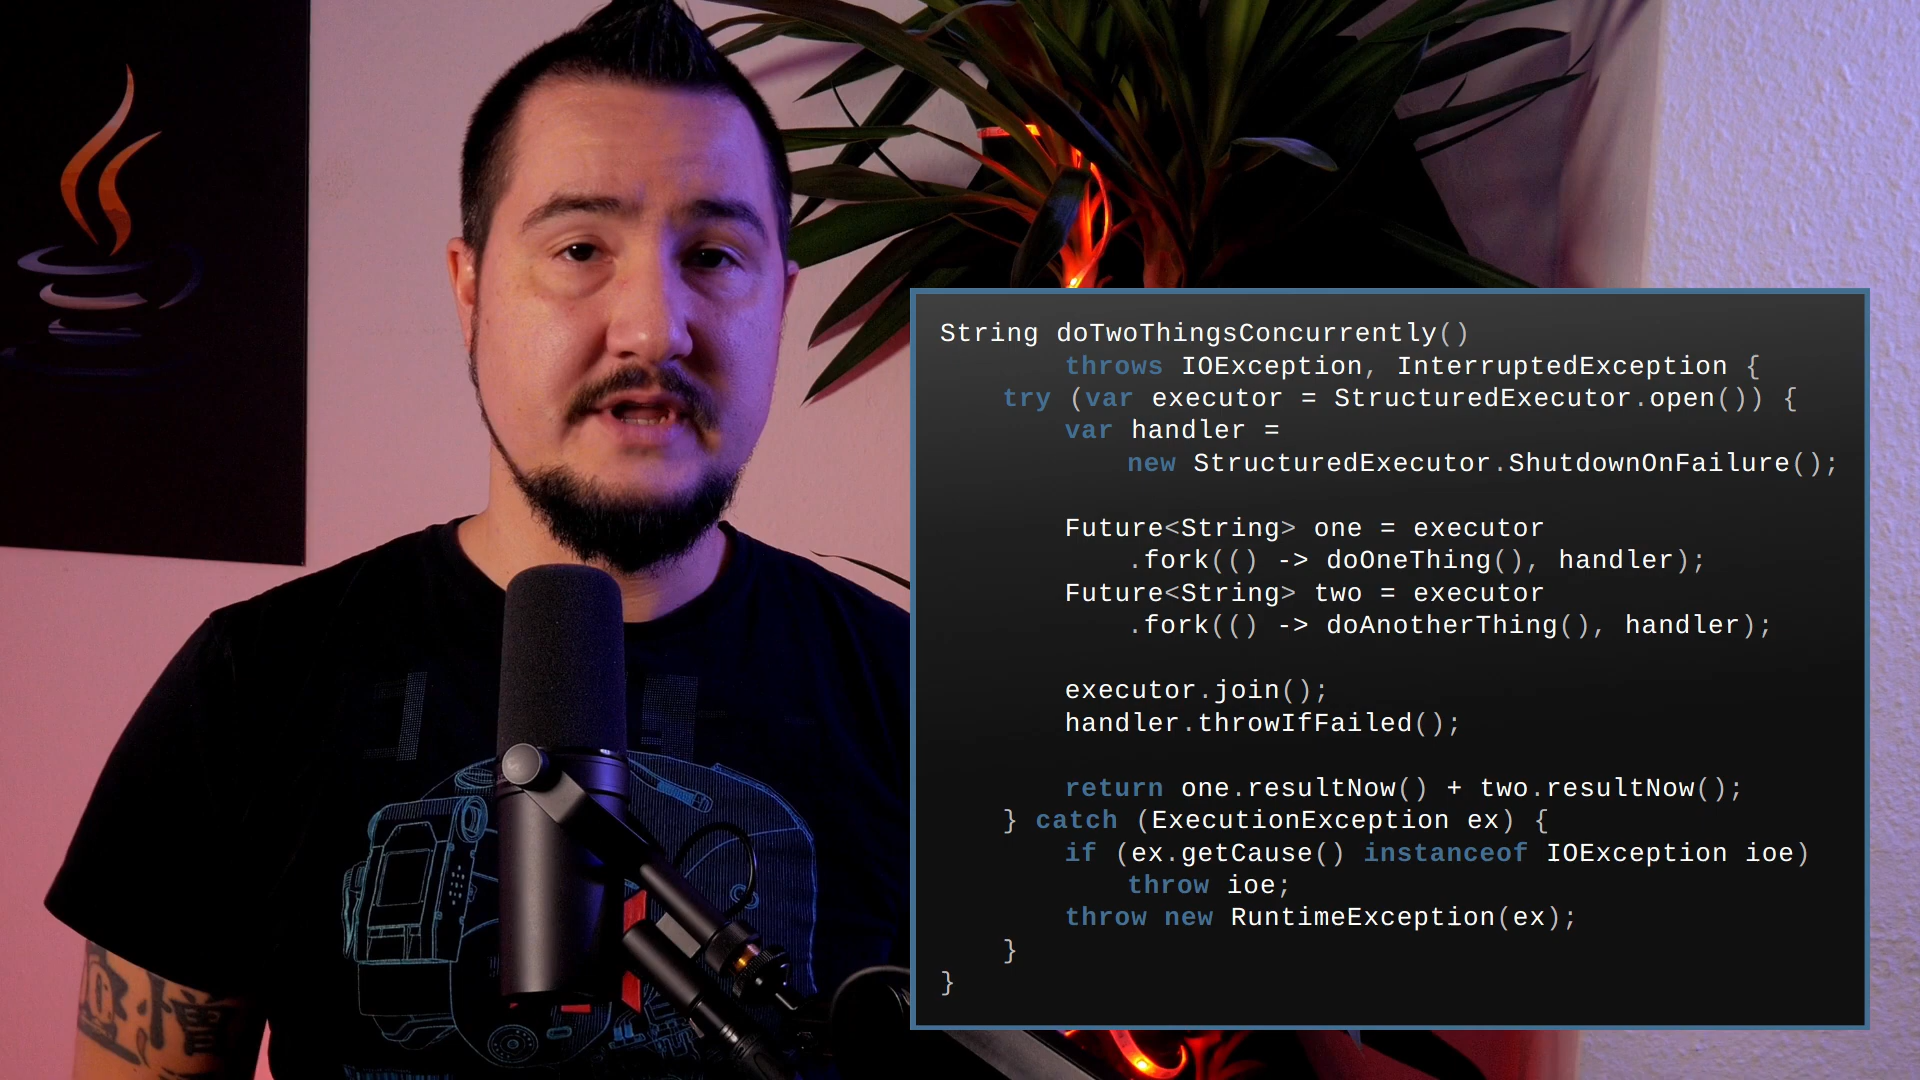 String doTwoThingsConcurrently()
throws IOException, InterruptedException {
try (var executor = StructuredExecutor.open()) {
var handler =
new StructuredExecutor.ShutdownOnFailure();
Future<String> one = executor
.fork(() -> doOneThing(), handler);
Future<String> two = executor
.fork(() -> doAnotherThing(), handler);
executor.join();
handler.throwIfFailed();
return one.resultNow() + two.resultNow();
} catch (ExecutionException ex) {
if (ex.getCause() instanceof IOException ioe)
throw ioe;
throw new RuntimeException(ex);
}
}